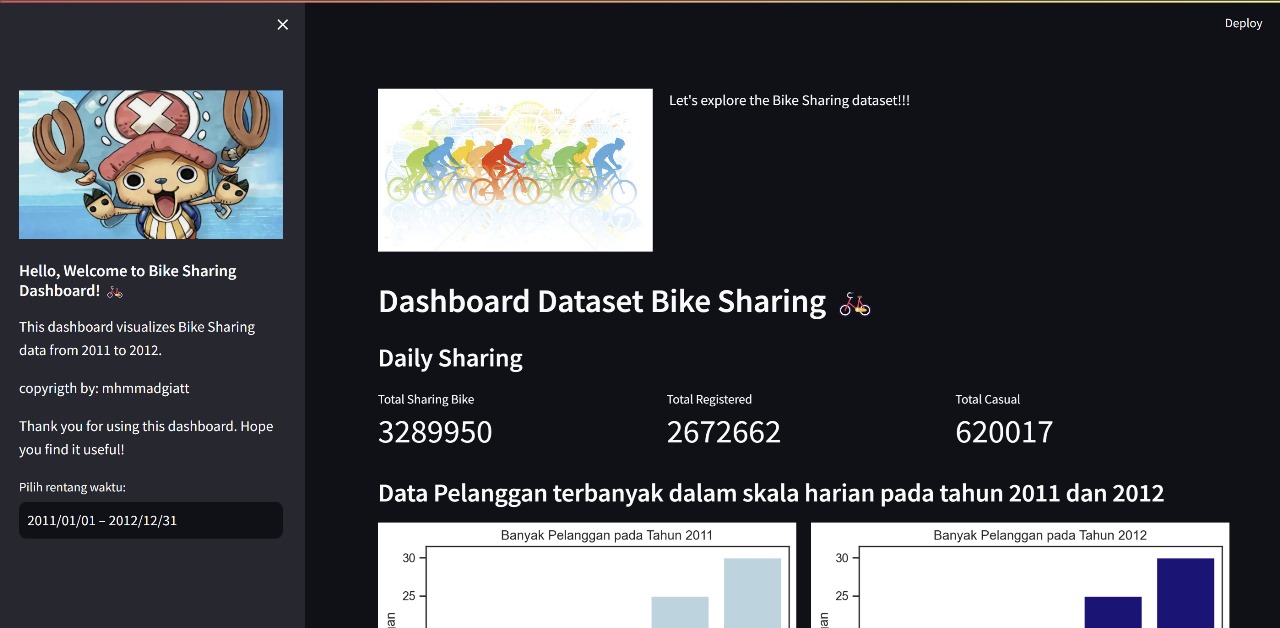 Deploy
Hello, Welcome to Bike Sharing
Dashboard! 🚲
This dashboard visualizes Bike Sharing
data from 2011 to 2012.
copyrigth by: mhmmadgiatt
Thank you for using this dashboard. Hope
you find it useful!
Pilih rentang waktu:
2011/01/01 – 2012/12/31
Let's explore the Bike Sharing dataset!!!
Dashboard Dataset Bike Sharing 🚲
Daily Sharing
Total Sharing Bike
3289950
Total Registered
2672662
Total Casual
620017
Data Pelanggan terbanyak dalam skala harian pada tahun 2011 dan 2012
Banyak Pelanggan pada Tahun 2011
30
25
Banyak Pelanggan pada Tahun 2012
30
25